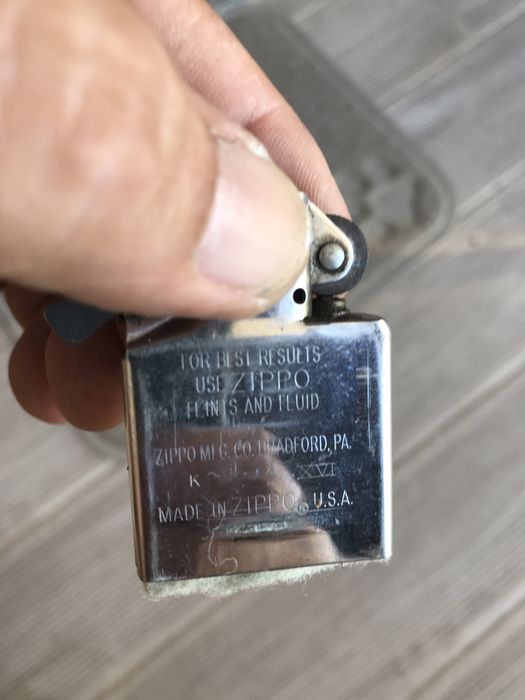 FOR BEST RESULTS
USE ZIPPO
FLINTS AND FLUID
ZIPPO MFG. CO. BRADFORD, PA.
K XVI
MADE IN ZIPPO® U.S.A.